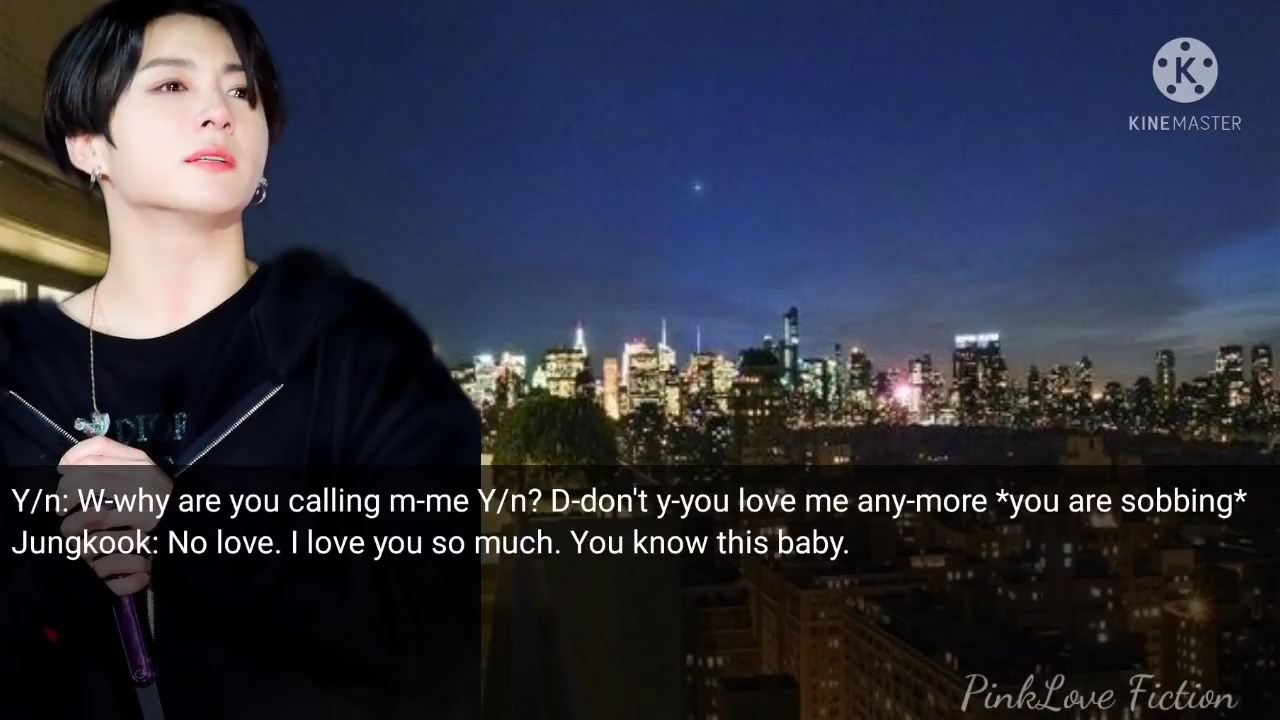 K
KINEMASTER
DIOR
Y/n: W-why are you calling m-me Y/n? D-don't y-you love me any-more *you are sobbing*
Jungkook: No love. I love you so much. You know this baby.
PinkLove Fiction